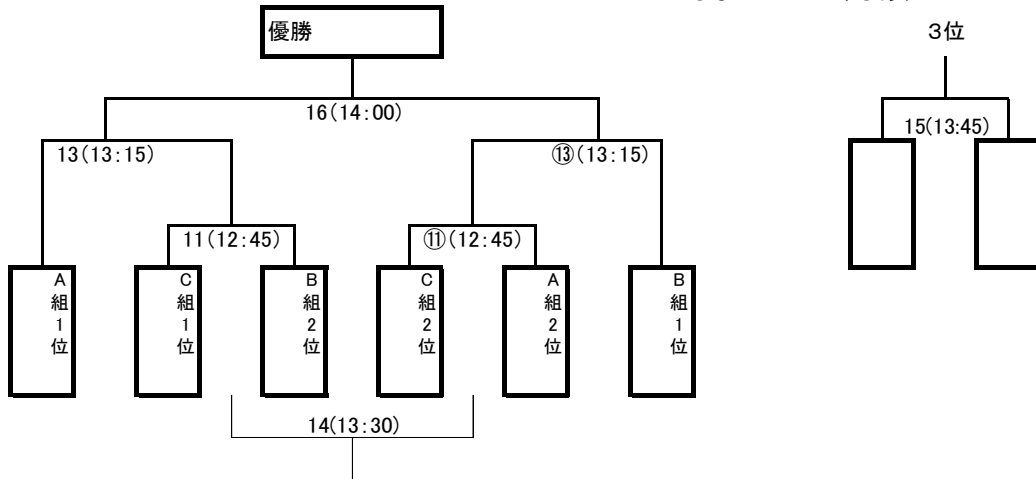 優勝
3位
16(14:00)
15(13:45)
13(13:15)
⑬(13:15)
11(12:45)
⑪(12:45)
A組1位
C組1位
B組2位
C組2位
A組2位
B組1位
14(13:30)